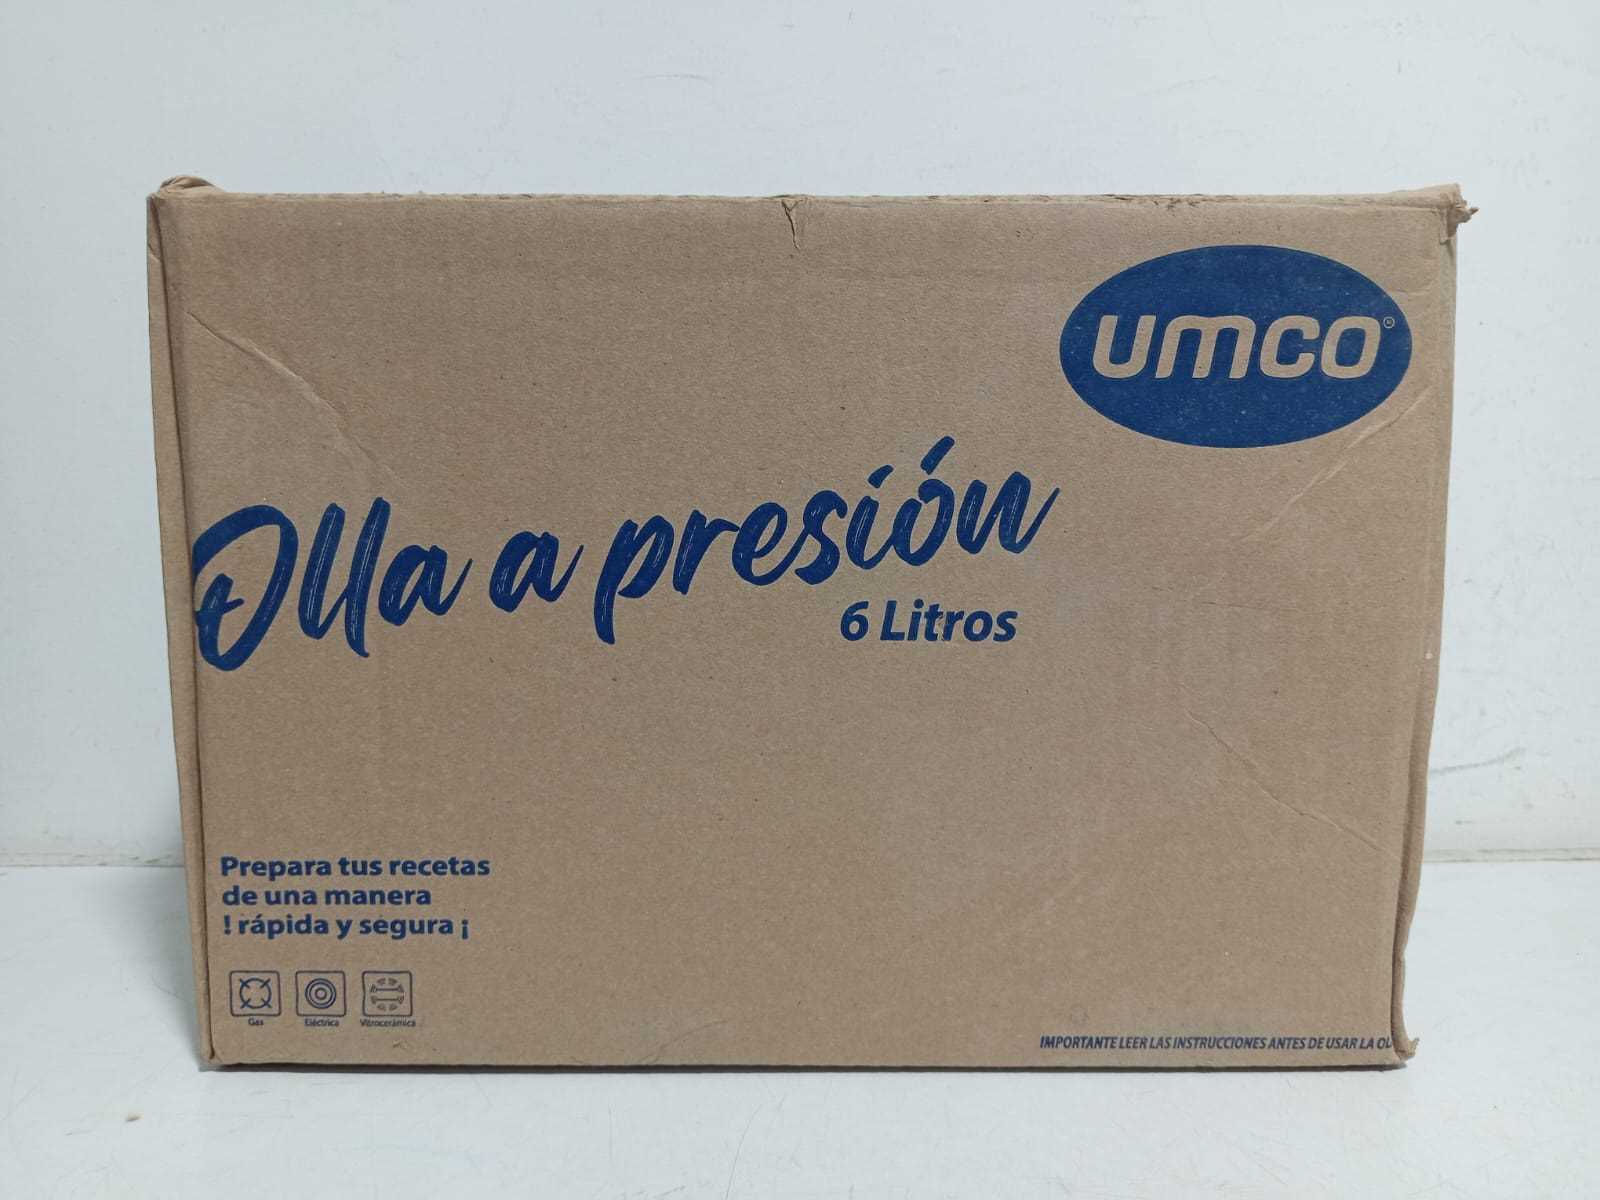 umco®
Olla a presión
6 Litros
Prepara tus recetas
de una manera
! rápida y segura ¡
Gas Eléctrica Vitrocerámica
IMPORTANTE LEER LAS INSTRUCCIONES ANTES DE USAR LA